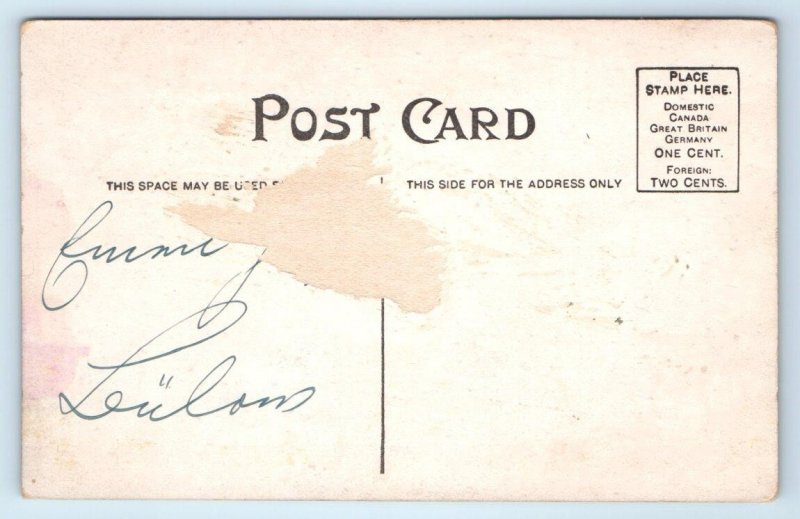 POST CARD
PLACE
STAMP HERE.
DOMESTIC
CANADA
GREAT BRITAIN
GERMANY
ONE CENT.
FOREIGN:
TWO CENTS.
THIS SPACE MAY BE USED
THIS SIDE FOR THE ADDRESS ONLY